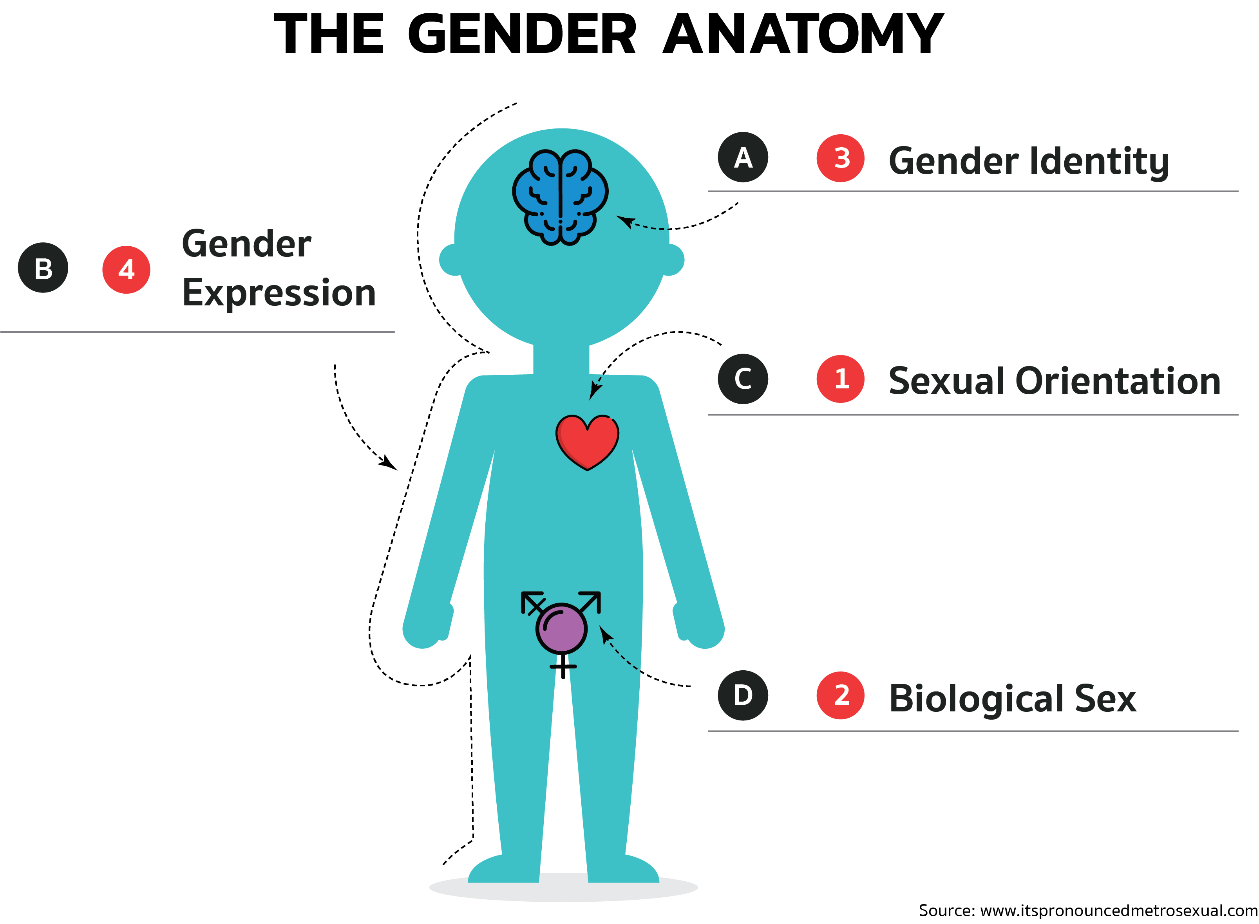 THE GENDER ANATOMY
A 3 Gender Identity
B 4 Gender
Expression
C 1 Sexual Orientation
D 2 Biological Sex
Source: www.itspronouncedmetrosexual.com